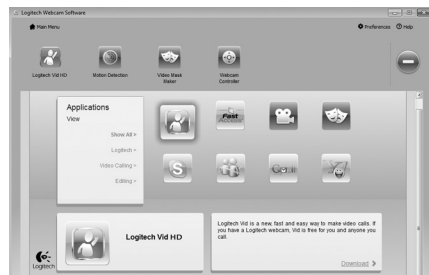 Logitech Webcam Software
Main Menu
Preferences
Help
Logitech Vid HD
Motion Detection
Video Mask
Maker
Webcam
Controller
Applications
View
Show All >
Logitech >
Video Calling >
Editing >
Fast
Logitech Vid HD
Logitech Vid is a new, fast and easy way to make video calls. If
you have a Logitech webcam, Vid is free for you and anyone you
call.
Download >
Logitech